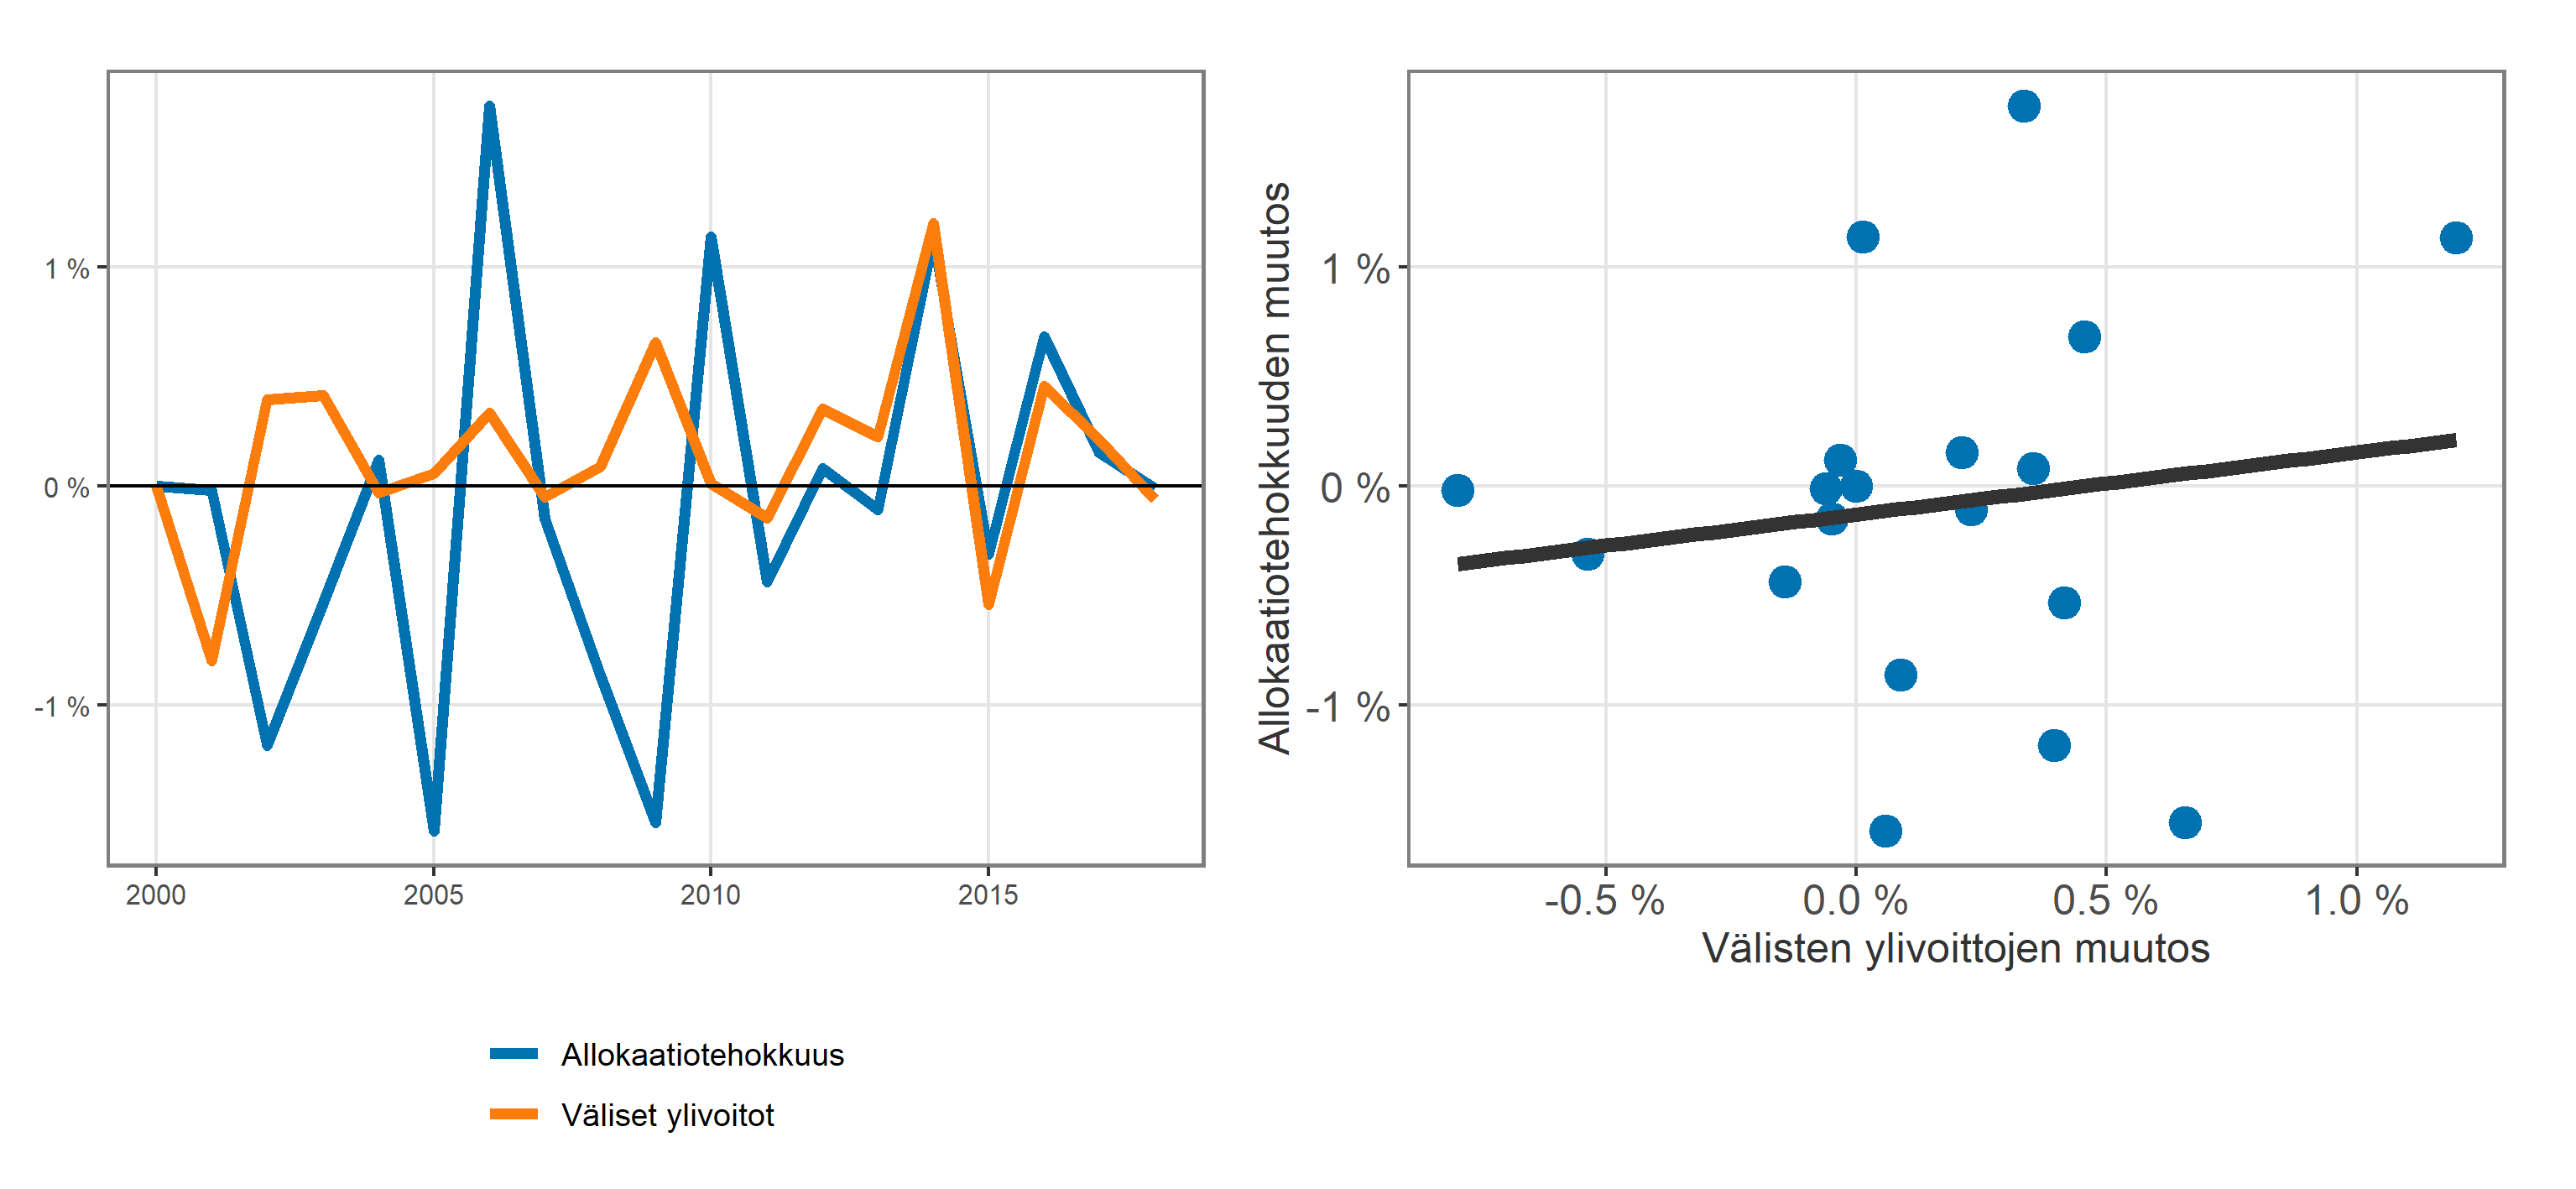 1 %
0 %
-1 %
2000 2005 2010 2015
Allokaatiotehokkuus
Väliset ylivoitot
Allokaatiotehokkuuden muutos
1 %
0 %
-1 %
-0.5 % 0.0 % 0.5 % 1.0 %
Välisten ylivoittojen muutos